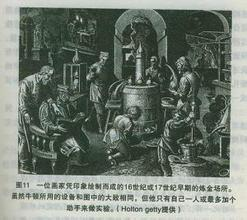 图11 一位画家凭印象绘制而成的16世纪或17世纪早期的炼金场所。
虽然牛顿所用的设备和图中的大致相同，但他只有自己一人或最多加个
助手来做实验。（Holton getty提供）